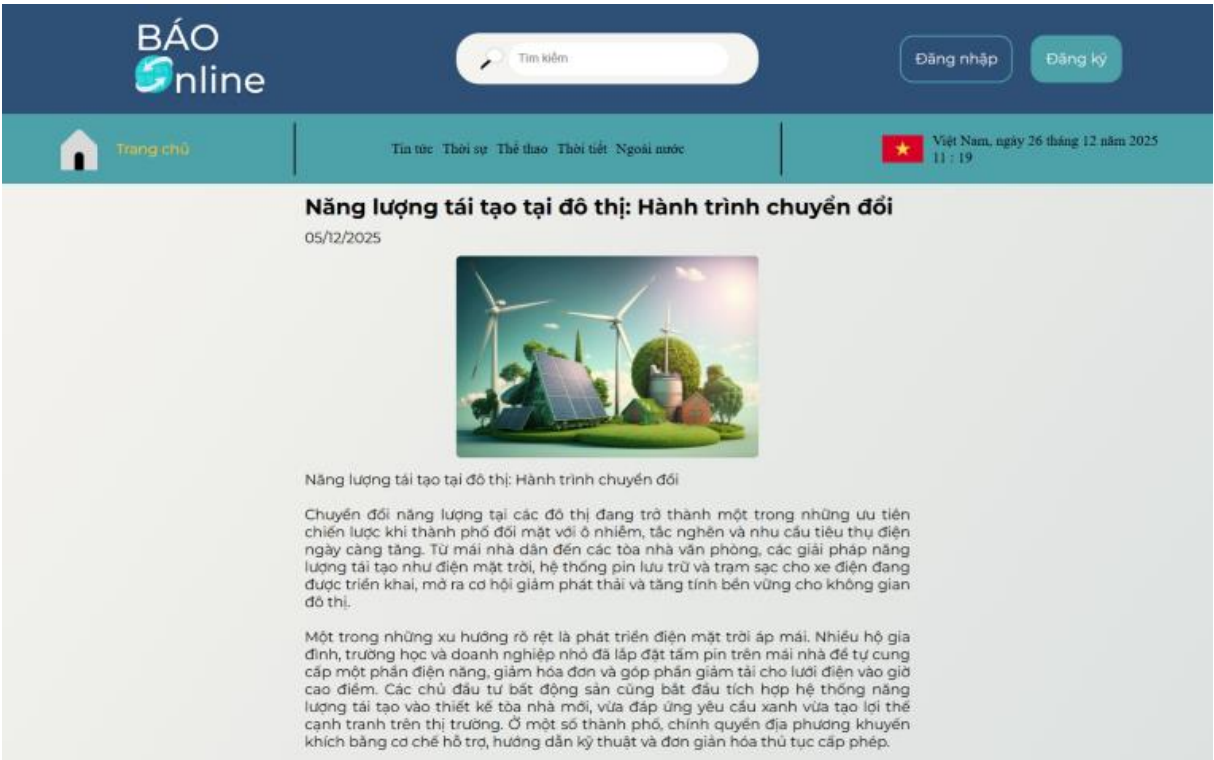 BÁO
Online
Tìm kiếm
Đăng nhập
Đăng ký
Trang chủ
Tin tức Thời sự Thể thao Thời tiết Ngoài nước
Việt Nam, ngày 26 tháng 12 năm 2025
11 : 19
Năng lượng tái tạo tại đô thị: Hành trình chuyển đổi
05/12/2025
Năng lượng tái tạo tại đô thị: Hành trình chuyển đổi
Chuyển đổi năng lượng tại các đô thị đang trở thành một trong những ưu tiên
chiến lược khi thành phố đối mặt với ô nhiễm, tắc nghẽn và nhu cầu tiêu thụ điện
ngày càng tăng. Từ mái nhà dân đến các tòa nhà văn phòng, các giải pháp năng
lượng tái tạo như điện mặt trời, hệ thống pin lưu trữ và trạm sạc cho xe điện đang
được triển khai, mở ra cơ hội giảm phát thải và tăng tính bền vững cho không gian
đô thị.
Một trong những xu hướng rõ rệt là phát triển điện mặt trời áp mái. Nhiều hộ gia
đình, trường học và doanh nghiệp nhỏ đã lắp đặt tấm pin trên mái nhà để tự cung
cấp một phần điện năng, giảm hóa đơn và góp phần giảm tải cho lưới điện vào giờ
cao điểm. Các chủ đầu tư bất động sản cũng bắt đầu tích hợp hệ thống năng
lượng tái tạo vào thiết kế tòa nhà mới, vừa đáp ứng yêu cầu xanh vừa tạo lợi thế
cạnh tranh trên thị trường. Ở một số thành phố, chính quyền địa phương khuyến
khích bằng cơ chế hỗ trợ, hướng dẫn kỹ thuật và đơn giản hóa thủ tục cấp phép.